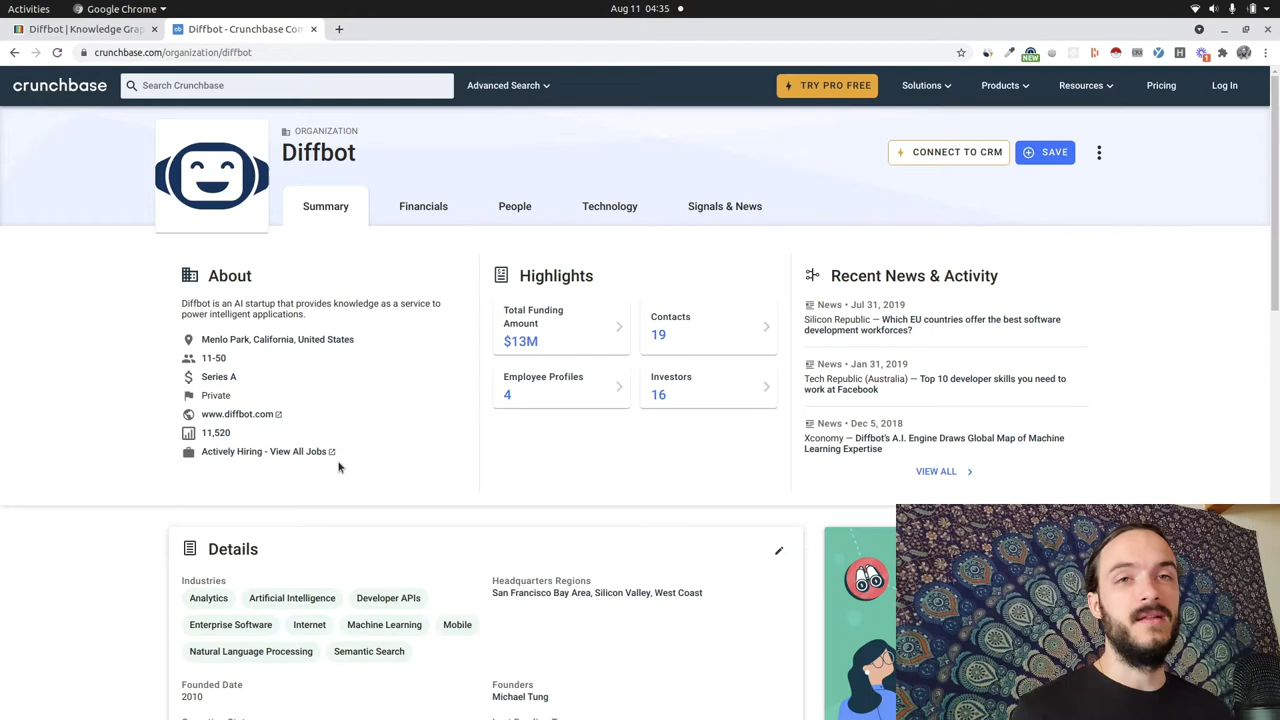 Activities
Google Chrome
Aug 11 04:35
Diffbot | Knowledge Grap
Diffbot - Crunchbase Com
crunchbase.com/organization/diffbot
NEW
1
crunchbase
Search Crunchbase
Advanced Search
TRY PRO FREE
Solutions
Products
Resources
Pricing
Log In
ORGANIZATION
Diffbot
CONNECT TO CRM
SAVE
Summary
Financials
People
Technology
Signals & News
About
Diffbot is an AI startup that provides knowledge as a service to
power intelligent applications.
Menlo Park, California, United States
11-50
Series A
Private
www.diffbot.com
11,520
Actively Hiring - View All Jobs
Highlights
Total Funding
Amount
$13M
Contacts
19
Employee Profiles
4
Investors
16
Recent News & Activity
News • Jul 31, 2019
Silicon Republic — Which EU countries offer the best software
development workforces?
News • Jan 31, 2019
Tech Republic (Australia) — Top 10 developer skills you need to
work at Facebook
News • Dec 5, 2018
Xconomy — Diffbot's A.I. Engine Draws Global Map of Machine
Learning Expertise
VIEW ALL
Details
Industries
Analytics
Artificial Intelligence
Developer APIs
Enterprise Software
Internet
Machine Learning
Mobile
Natural Language Processing
Semantic Search
Headquarters Regions
San Francisco Bay Area, Silicon Valley, West Coast
Founded Date
2010
Founders
Michael Tung